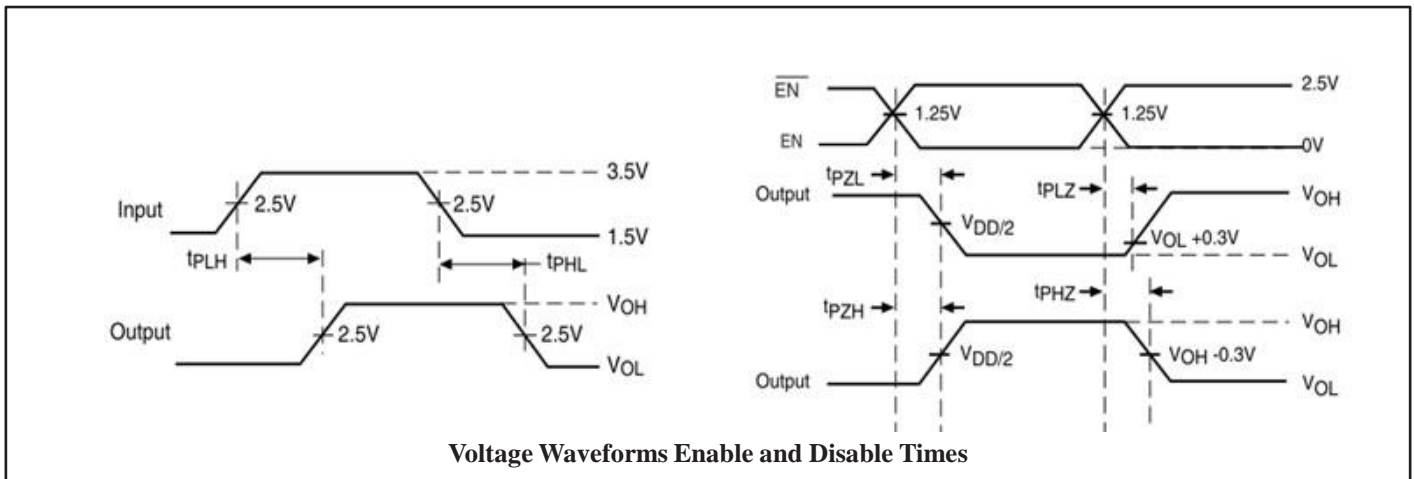 3.5V
Input
2.5V
2.5V
1.5V
tPLH
tPHL
VOH
Output
2.5V
2.5V
VOL
EN
2.5V
1.25V
1.25V
EN
0V
tPZL
Output
tPLZ
VOH
VDD/2
VOL +0.3V
VOL
tPHZ
tPZH
VOH
VDD/2
VOH -0.3V
Output
VOL
Voltage Waveforms Enable and Disable Times